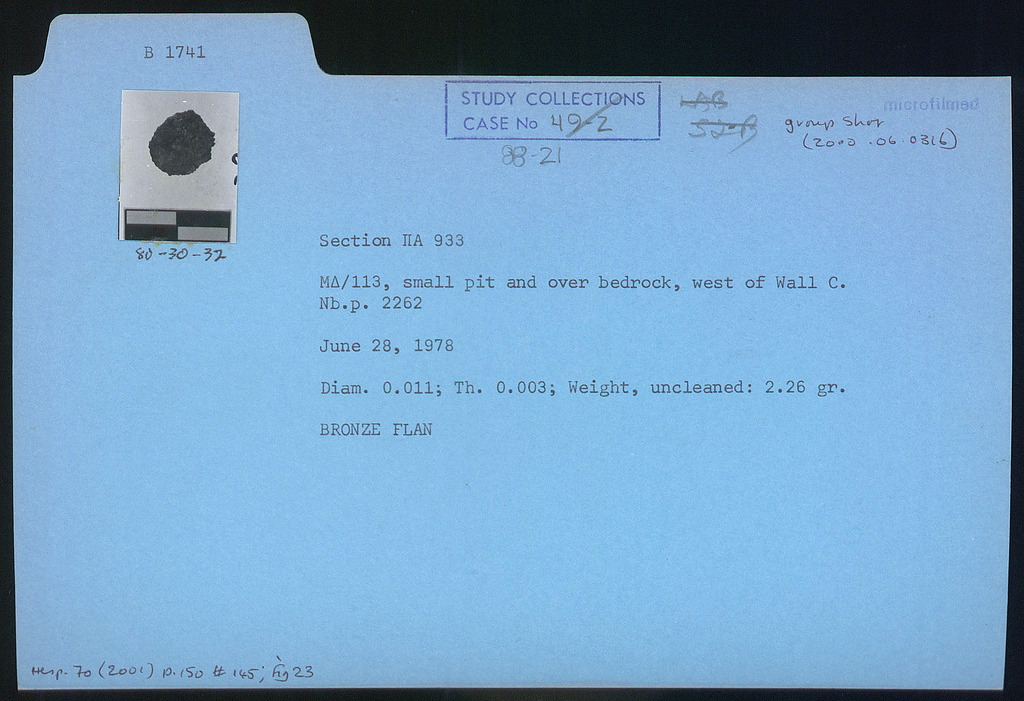 B 1741
STUDY COLLECTIONS
CASE No 49-2
88-21
LAB
microfilmed
group shot
(2000.06.0316)
80-30-32
Section ΠA 933
MΔ/113, small pit and over bedrock, west of Wall C.
Nb.p. 2262
June 28, 1978
Diam. 0.011; Th. 0.003; Weight, uncleaned: 2.26 gr.
BRONZE FLAN
Hesp. 70 (2001) p.150 # 145; Fig 23